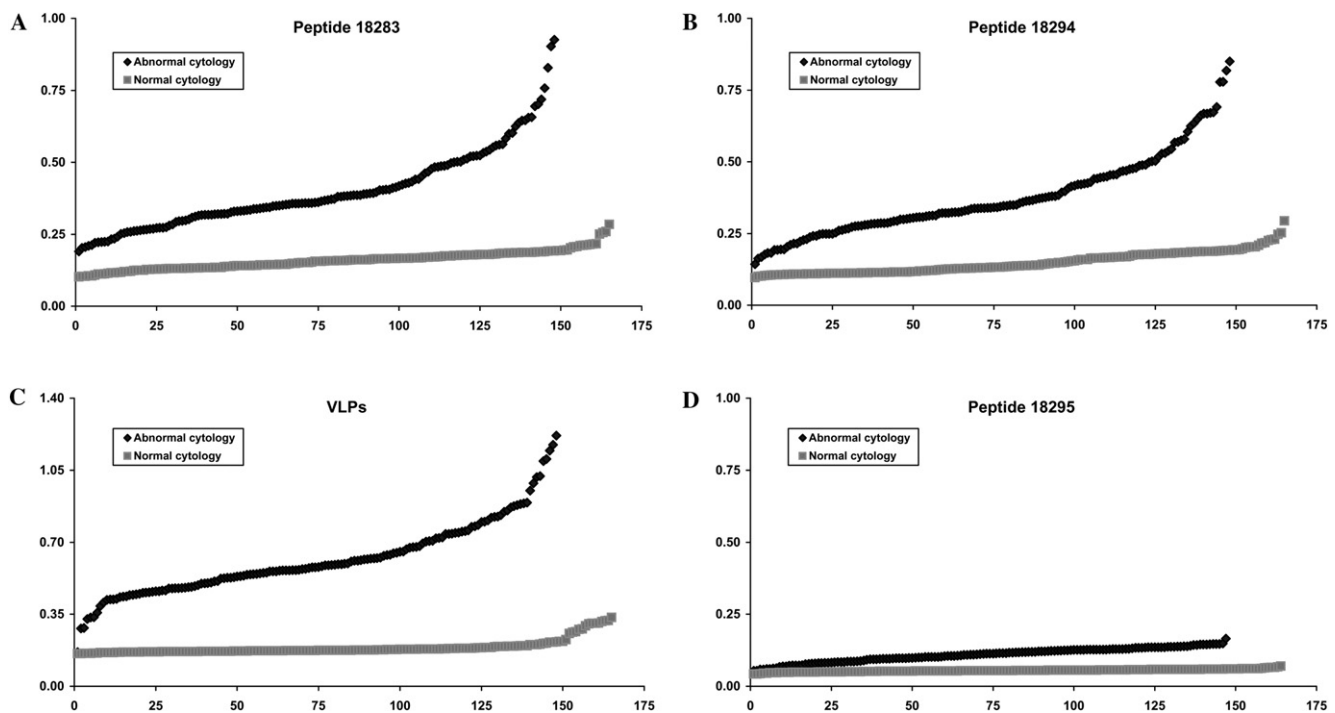 A
Peptide 18283
1.00
0.75
0.50
0.25
0.00
Abnormal cytology
Normal cytology
0 25 50 75 100 125 150 175
B
Peptide 18294
1.00
0.75
0.50
0.25
0.00
Abnormal cytology
Normal cytology
0 25 50 75 100 125 150 175
C
VLPs
1.40
1.05
0.70
0.35
0.00
Abnormal cytology
Normal cytology
0 25 50 75 100 125 150 175
D
Peptide 18295
1.00
0.75
0.50
0.25
0.00
Abnormal cytology
Normal cytology
0 25 50 75 100 125 150 175